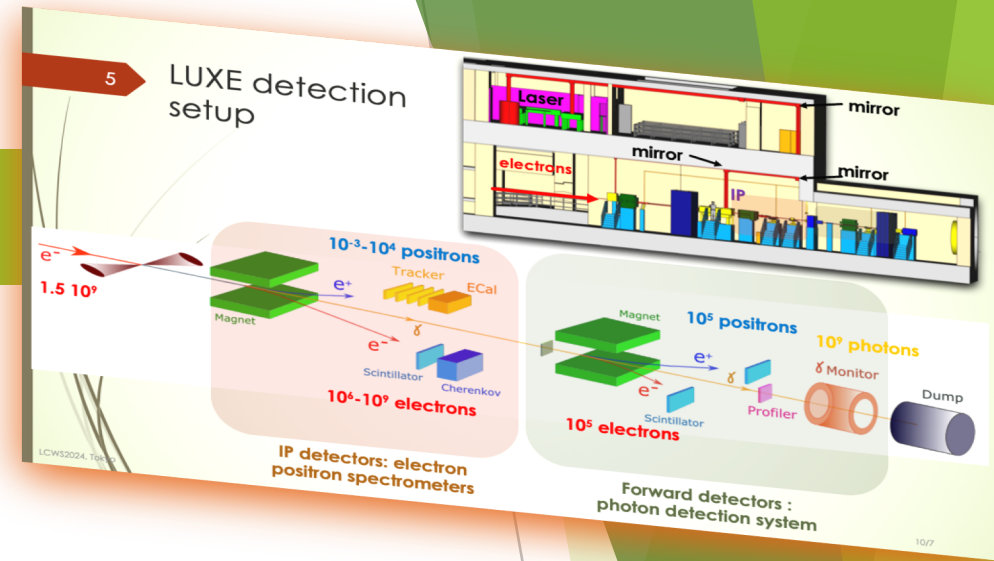 5
LUXE detection
setup
Laser
mirror
mirror
mirror
electrons
IP
e⁻
1.5 10⁹
10⁻³-10⁴ positrons
Tracker
ECal
e⁺
Magnet
γ
e⁻
Scintillator
Cherenkov
10⁶-10⁹ electrons
IP detectors: electron
positron spectrometers
Magnet
10⁵ positrons
10⁹ photons
e⁺
γ
γ Monitor
e⁻
Profiler
Scintillator
Dump
10⁵ electrons
Forward detectors :
photon detection system
LCWS2024, Tokyo
10/7